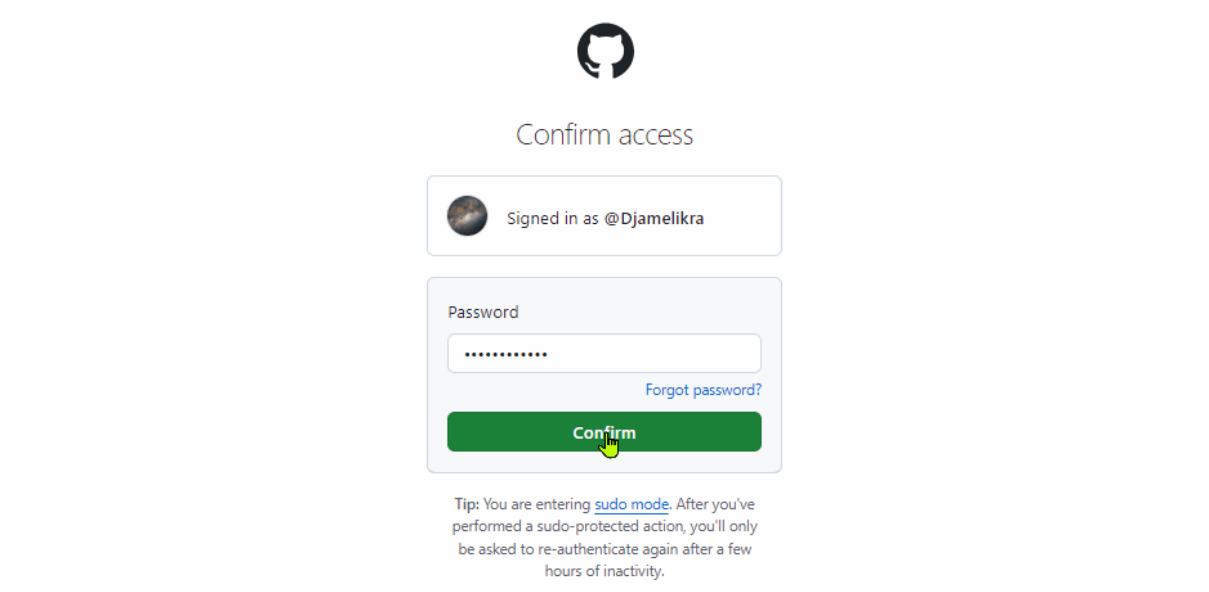 Confirm access
Signed in as @Djamelikra
Password
••••••••••••
Forgot password?
Confirm
Tip: You are entering sudo mode. After you've
performed a sudo-protected action, you'll only
be asked to re-authenticate again after a few
hours of inactivity.